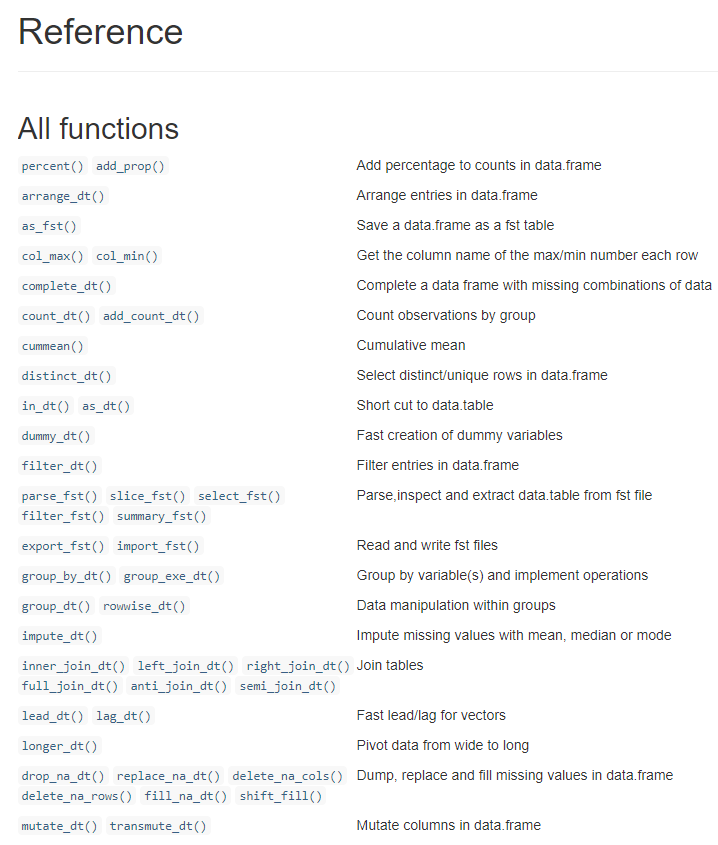 Reference
All functions
percent() add_prop() Add percentage to counts in data.frame
arrange_dt() Arrange entries in data.frame
as_fst() Save a data.frame as a fst table
col_max() col_min() Get the column name of the max/min number each row
complete_dt() Complete a data frame with missing combinations of data
count_dt() add_count_dt() Count observations by group
cummean() Cumulative mean
distinct_dt() Select distinct/unique rows in data.frame
in_dt() as_dt() Short cut to data.table
dummy_dt() Fast creation of dummy variables
filter_dt() Filter entries in data.frame
parse_fst() slice_fst() select_fst() Parse,inspect and extract data.table from fst file
filter_fst() summary_fst()
export_fst() import_fst() Read and write fst files
group_by_dt() group_exe_dt() Group by variable(s) and implement operations
group_dt() rowwise_dt() Data manipulation within groups
impute_dt() Impute missing values with mean, median or mode
inner_join_dt() left_join_dt() right_join_dt() Join tables
full_join_dt() anti_join_dt() semi_join_dt()
lead_dt() lag_dt() Fast lead/lag for vectors
longer_dt() Pivot data from wide to long
drop_na_dt() replace_na_dt() delete_na_cols() Dump, replace and fill missing values in data.frame
delete_na_rows() fill_na_dt() shift_fill()
mutate_dt() transmute_dt() Mutate columns in data.frame